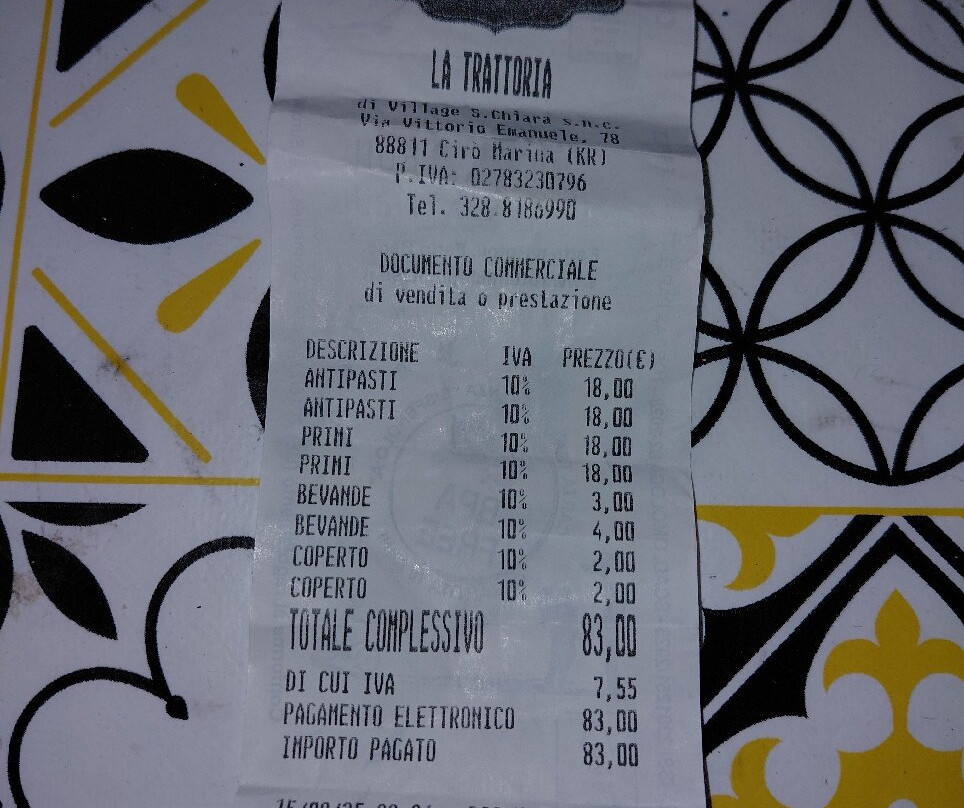 LA TRATTORIA
di Village S.Chiara s.n.c.
Via Vittorio Emanuele, 78
88811 Cirò Marina (KR)
P.IVA: 02783230796
Tel. 328.8186990
DOCUMENTO COMMERCIALE
di vendita o prestazione
DESCRIZIONE IVA PREZZO(€)
ANTIPASTI 10% 18,00
ANTIPASTI 10% 18,00
PRIMI 10% 18,00
PRIMI 10% 18,00
BEVANDE 10% 3,00
BEVANDE 10% 4,00
COPERTO 10% 2,00
COPERTO 10% 2,00
TOTALE COMPLESSIVO 83,00
DI CUI IVA 7,55
PAGAMENTO ELETTRONICO 83,00
IMPORTO PAGATO 83,00